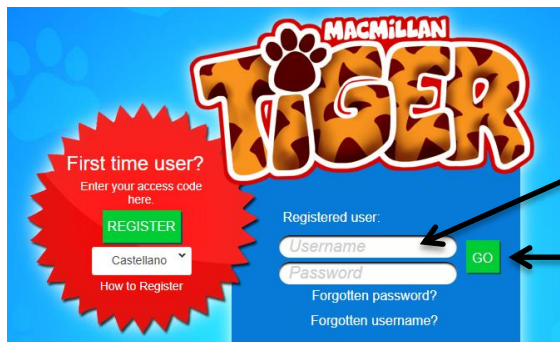 MACMiLLAN
TiGER
First time user?
Enter your access code
here.
REGISTER
Castellano
How to Register
Registered user:
Username
Password
GO
Forgotten password?
Forgotten username?